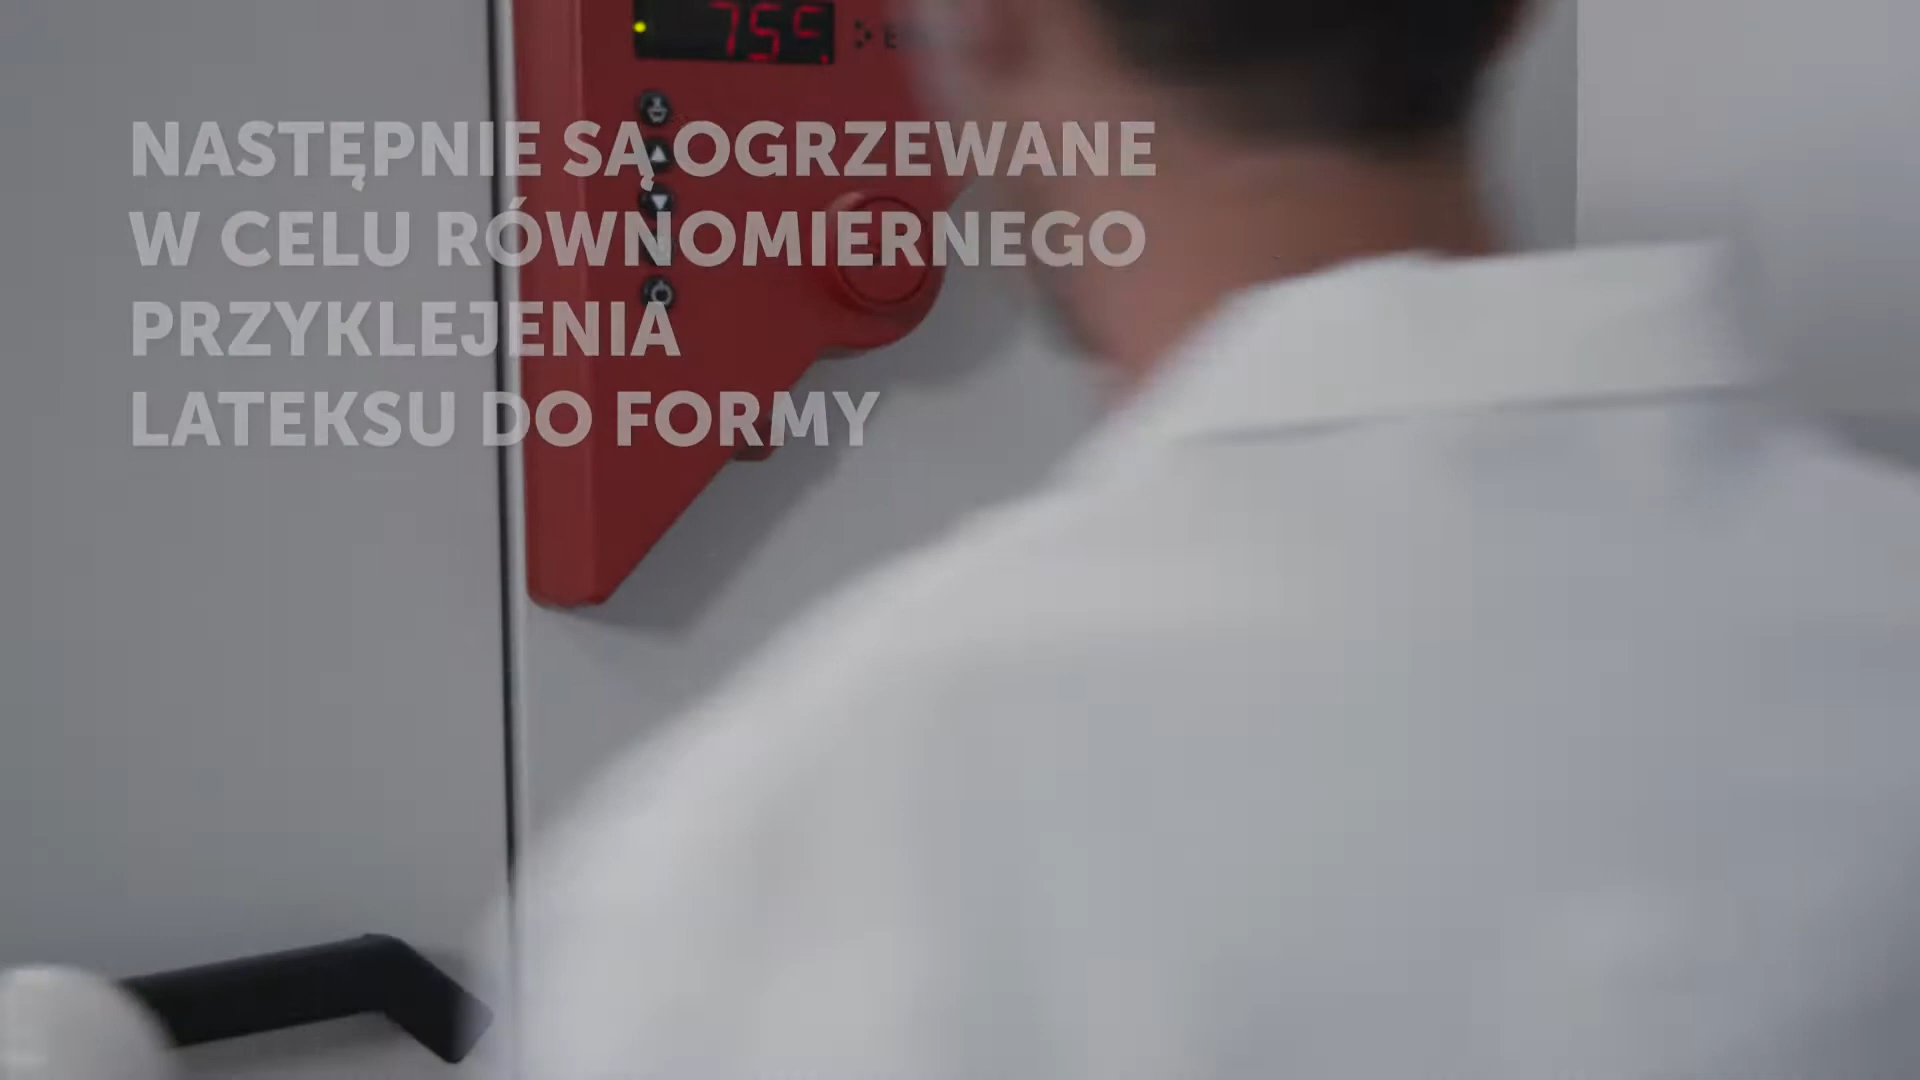 75c
NASTĘPNIE SĄ OGRZEWANE
W CELU RÓWNOMIERNEGO
PRZYKLEJENIA
LATEKSU DO FORMY